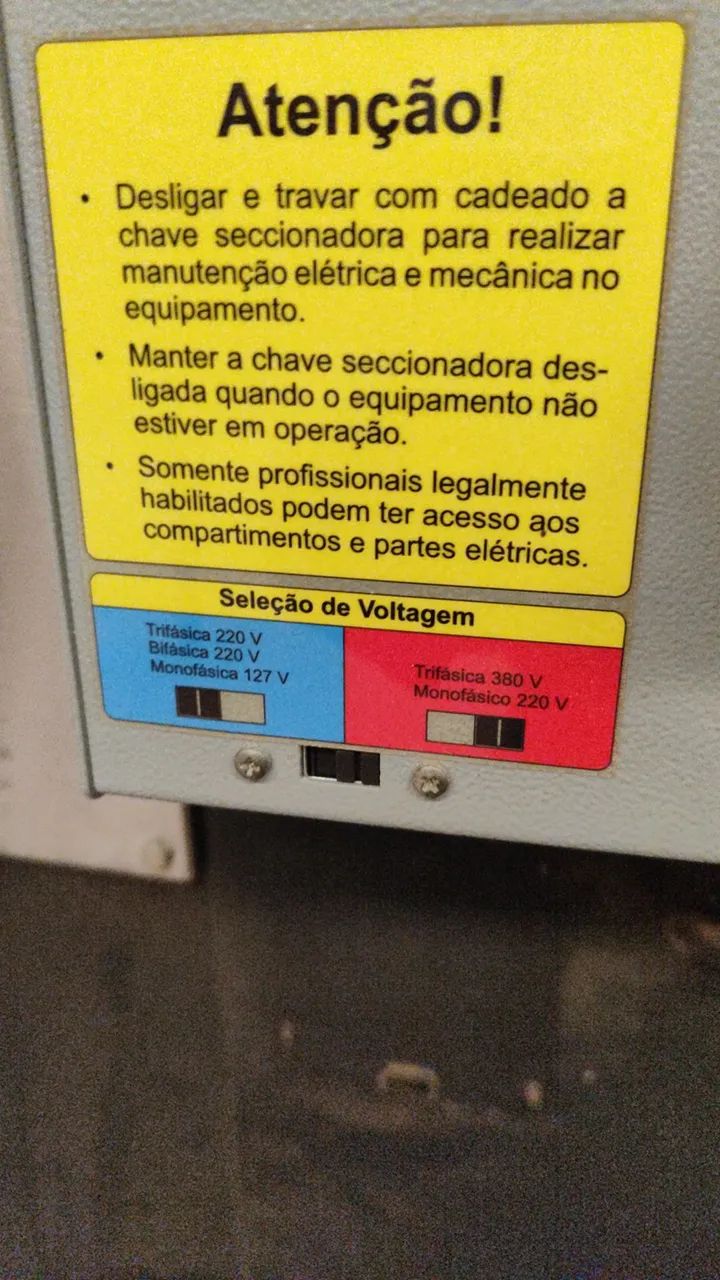 Atenção!
• Desligar e travar com cadeado a
chave seccionadora para realizar
manutenção elétrica e mecânica no
equipamento.
• Manter a chave seccionadora des-
ligada quando o equipamento não
estiver em operação.
• Somente profissionais legalmente
habilitados podem ter acesso aos
compartimentos e partes elétricas.
Seleção de Voltagem
Trifásica 220 V
Bifásica 220 V
Monofásica 127 V
Trifásica 380 V
Monofásico 220 V